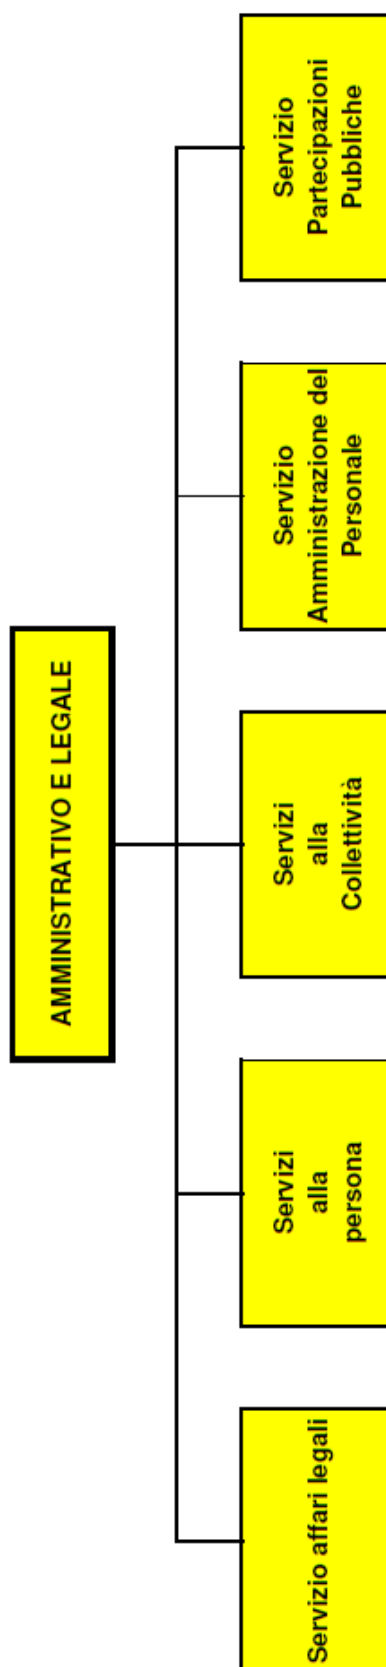 AMMINISTRATIVO E LEGALE
Servizio affari legali
Servizi
alla
persona
Servizi
alla
Collettività
Servizio
Amministrazione del
Personale
Servizio
Partecipazioni
Pubbliche